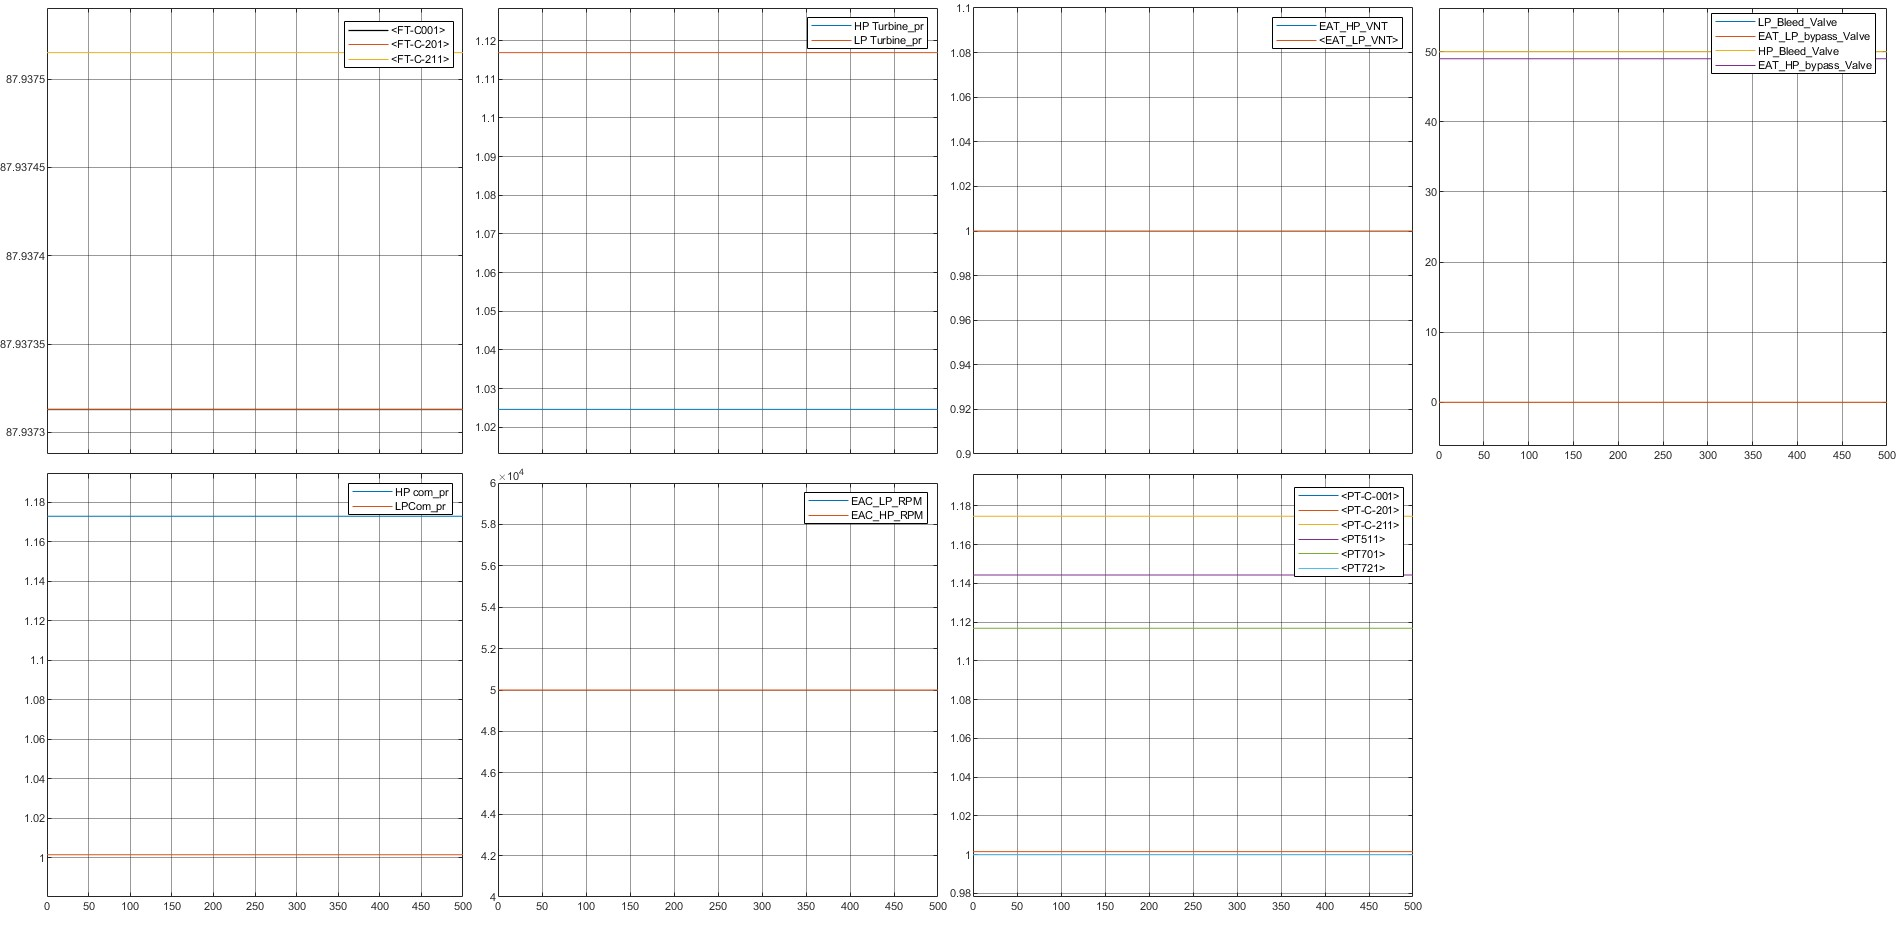 <FT-C001>
<FT-C-201>
<FT-C-211>
87.9375
87.93745
87.9374
87.93735
87.9373
HP Turbine_pr
LP Turbine_pr
1.12
1.11
1.1
1.09
1.08
1.07
1.06
1.05
1.04
1.03
1.02
EAT_HP_VNT
<EAT_LP_VNT>
1.1
1.08
1.06
1.04
1.02
1
0.98
0.96
0.94
0.92
0.9
LP_Bleed_Valve
EAT_LP_bypass_Valve
HP_Bleed_Valve
EAT_HP_bypass_Valve
50
40
30
20
10
0
0 50 100 150 200 250 300 350 400 450 500
HP com_pr
LPCom_pr
1.18
1.16
1.14
1.12
1.1
1.08
1.06
1.04
1.02
1
0 50 100 150 200 250 300 350 400 450 500
×10⁴
EAC_LP_RPM
EAC_HP_RPM
6
5.8
5.6
5.4
5.2
5
4.8
4.6
4.4
4.2
4
0 50 100 150 200 250 300 350 400 450 500
<PT-C-001>
<PT-C-201>
<PT-C-211>
<PT511>
<PT701>
<PT721>
1.18
1.16
1.14
1.12
1.1
1.08
1.06
1.04
1.02
1
0.98
0 50 100 150 200 250 300 350 400 450 500